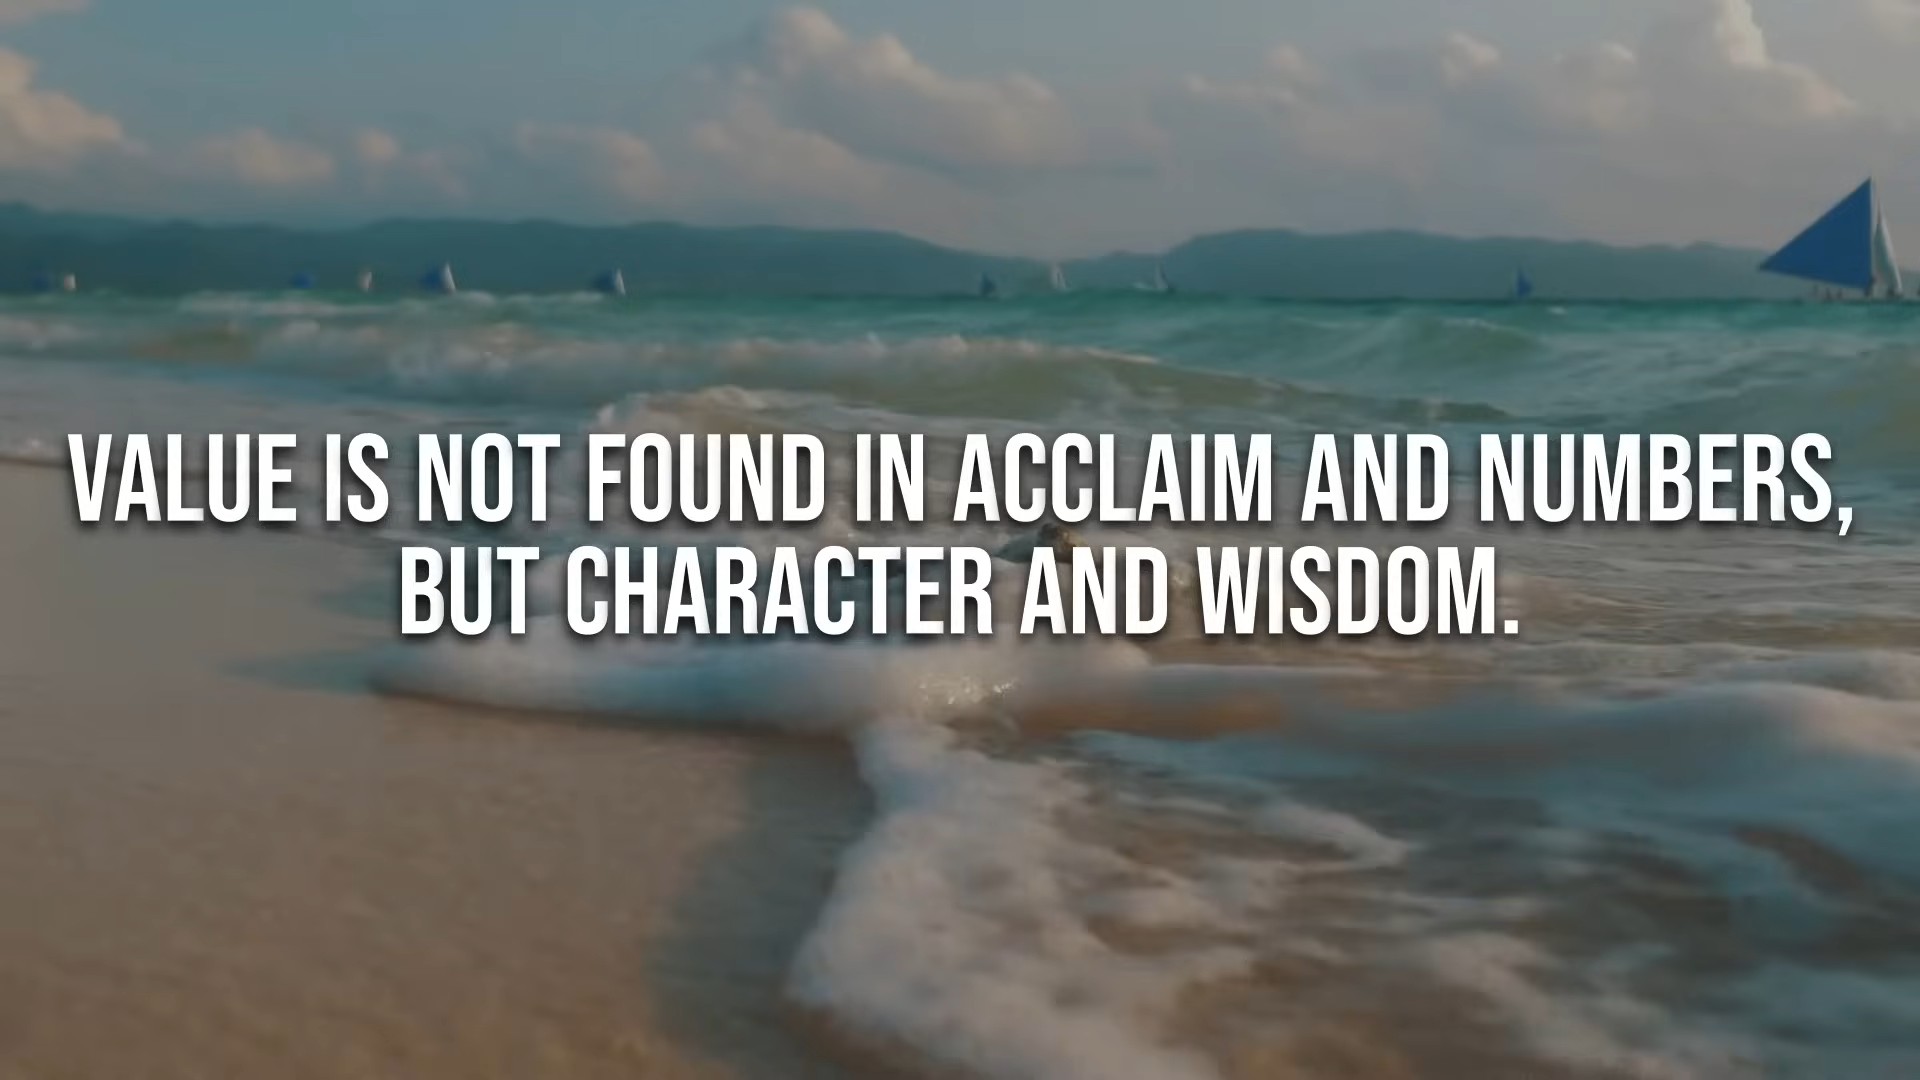 VALUE IS NOT FOUND IN ACCLAIM AND NUMBERS,
BUT CHARACTER AND WISDOM.